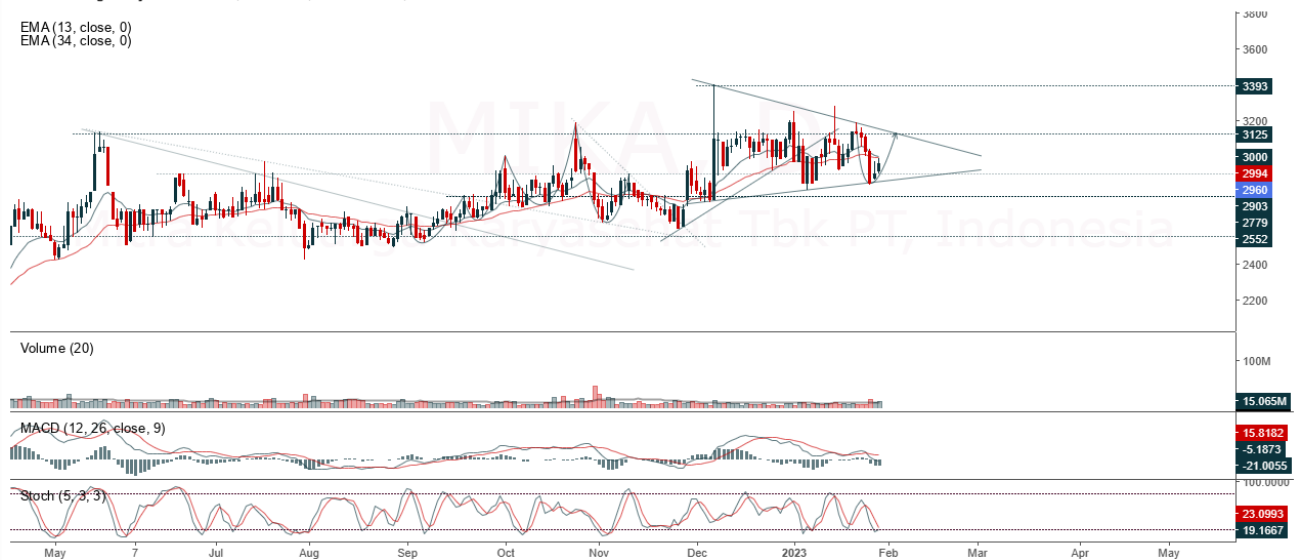 EMA (13, close, 0)
EMA (34, close, 0)
MIKA, D
Indonesia
3800
3600
3393
3200
3125
3000
2994
2960
2903
2779
2552
2400
2200
Volume (20)
100M
15.065M
MACD (12, 26, close, 9)
15.8182
-5.1873
-21.0055
Stoch (5, 3, 3)
100.0000
23.0993
19.1667
May 7 Jul Aug Sep Oct Nov Dec 2023 Feb Mar Apr May